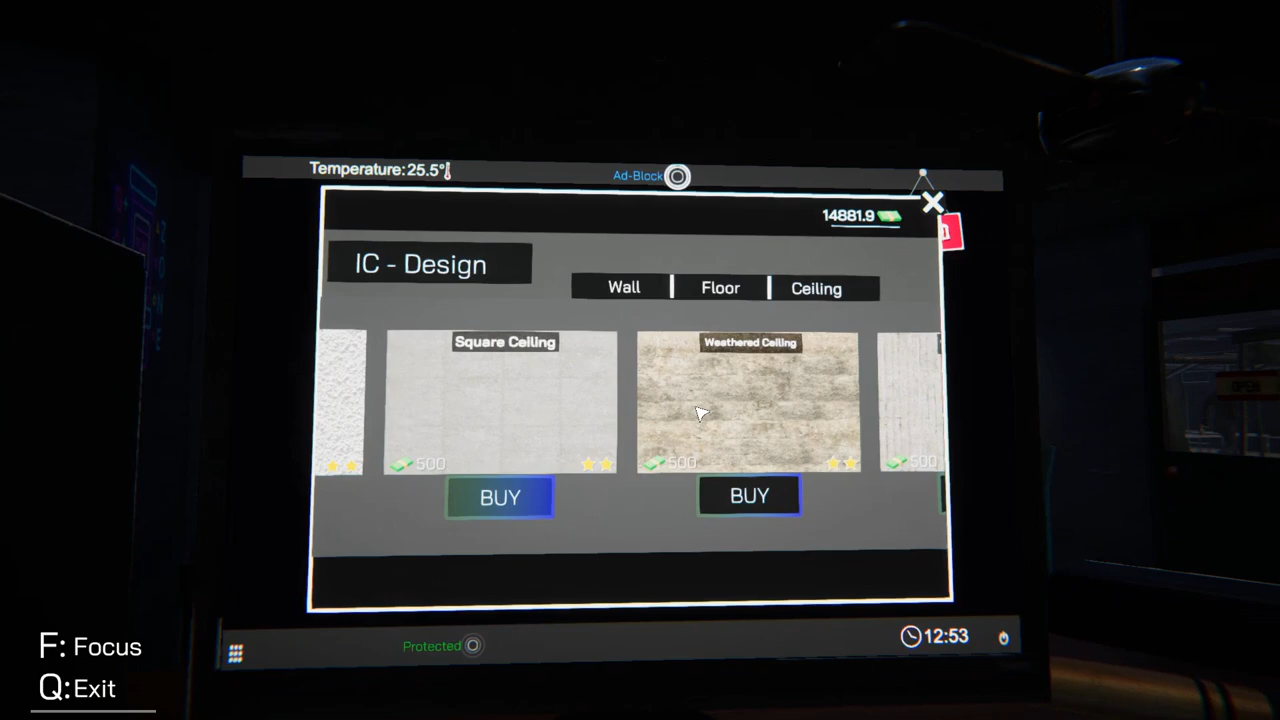 Temperature: 25.5°
Ad-Block
14881.9
IC - Design
Wall
Floor
Ceiling
Square Ceiling
Weathered Ceiling
500
500
500
BUY
BUY
Protected
12:53
F: Focus
Q: Exit
OPEN